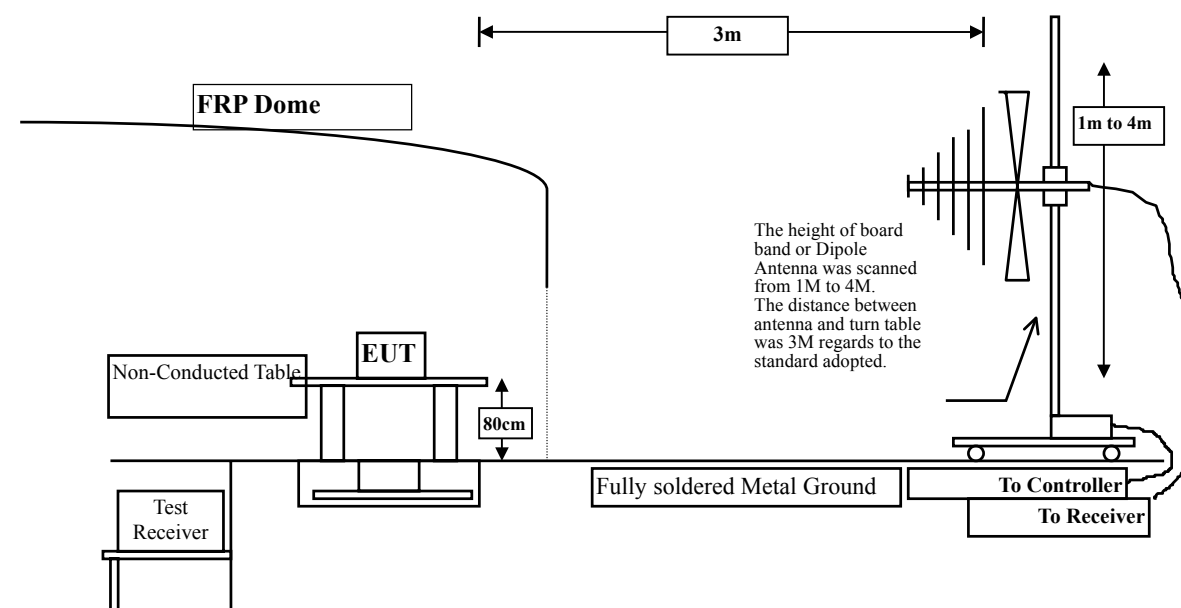 3m
FRP Dome
1m to 4m
The height of board
band or Dipole
Antenna was scanned
from 1M to 4M.
The distance between
antenna and turn table
was 3M regards to the
standard adopted.
EUT
Non-Conducted Table
80cm
Fully soldered Metal Ground
To Controller
To Receiver
Test
Receiver